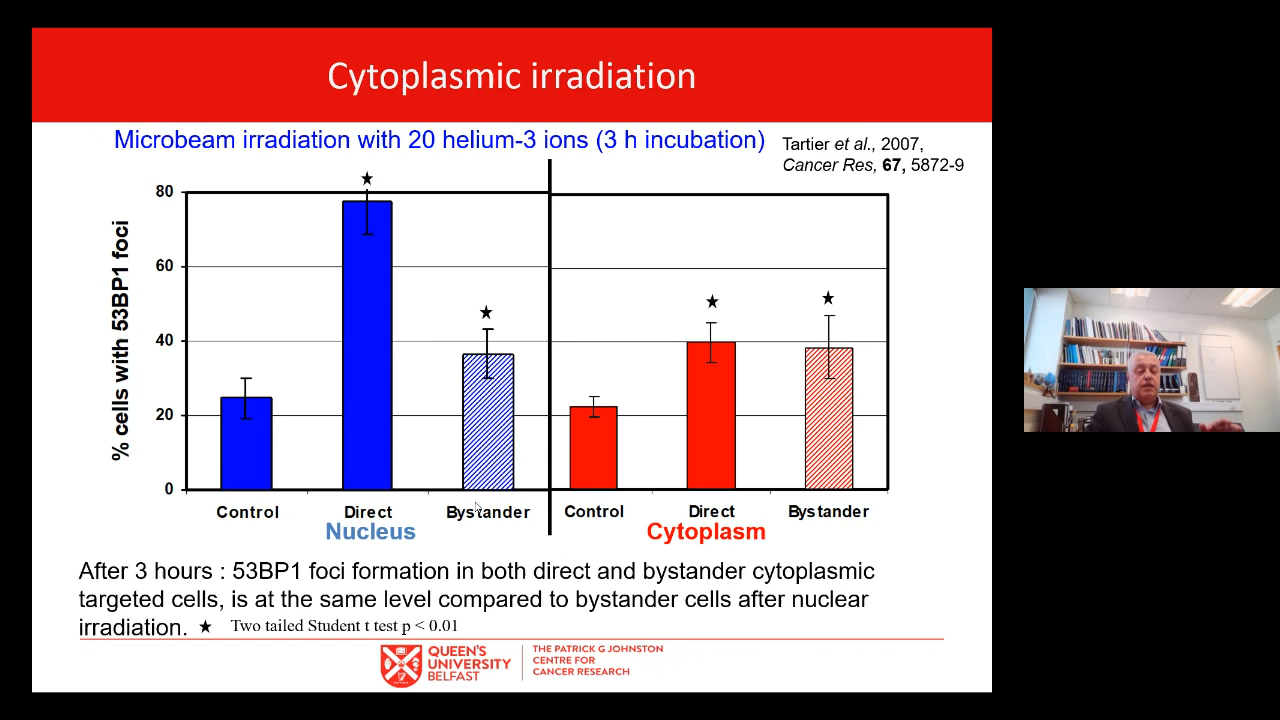 Cytoplasmic irradiation
Microbeam irradiation with 20 helium-3 ions (3 h incubation)
Tartier et al., 2007,
Cancer Res, 67, 5872-9
% cells with 53BP1 foci
80
60
40
20
0
★
★
★
★
Control
Direct
Bystander
Control
Direct
Bystander
Nucleus
Cytoplasm
After 3 hours : 53BP1 foci formation in both direct and bystander cytoplasmic
targeted cells, is at the same level compared to bystander cells after nuclear
irradiation. ★ Two tailed Student t test p < 0.01
QUEEN'S
UNIVERSITY
BELFAST
THE PATRICK G JOHNSTON
CENTRE FOR
CANCER RESEARCH